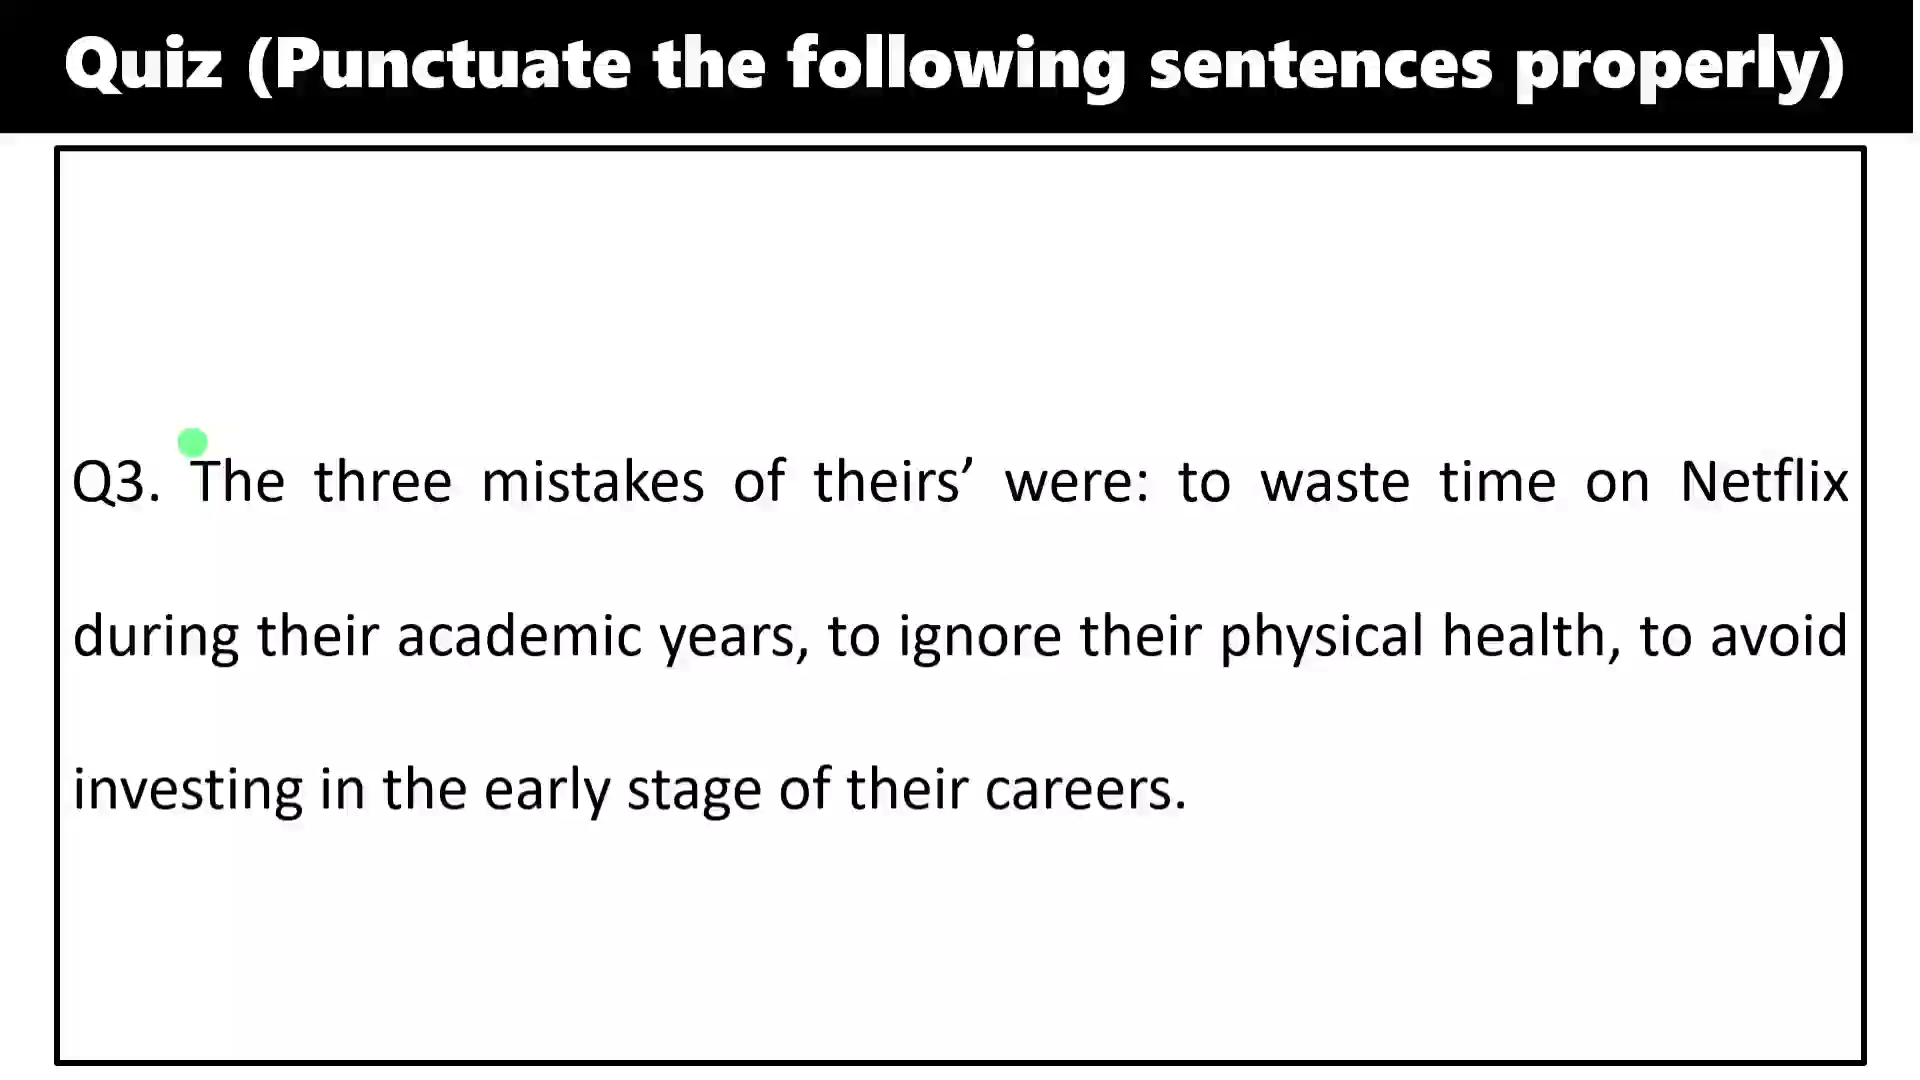 Quiz (Punctuate the following sentences properly)
Q3. The three mistakes of theirs’ were: to waste time on Netflix
during their academic years, to ignore their physical health, to avoid
investing in the early stage of their careers.